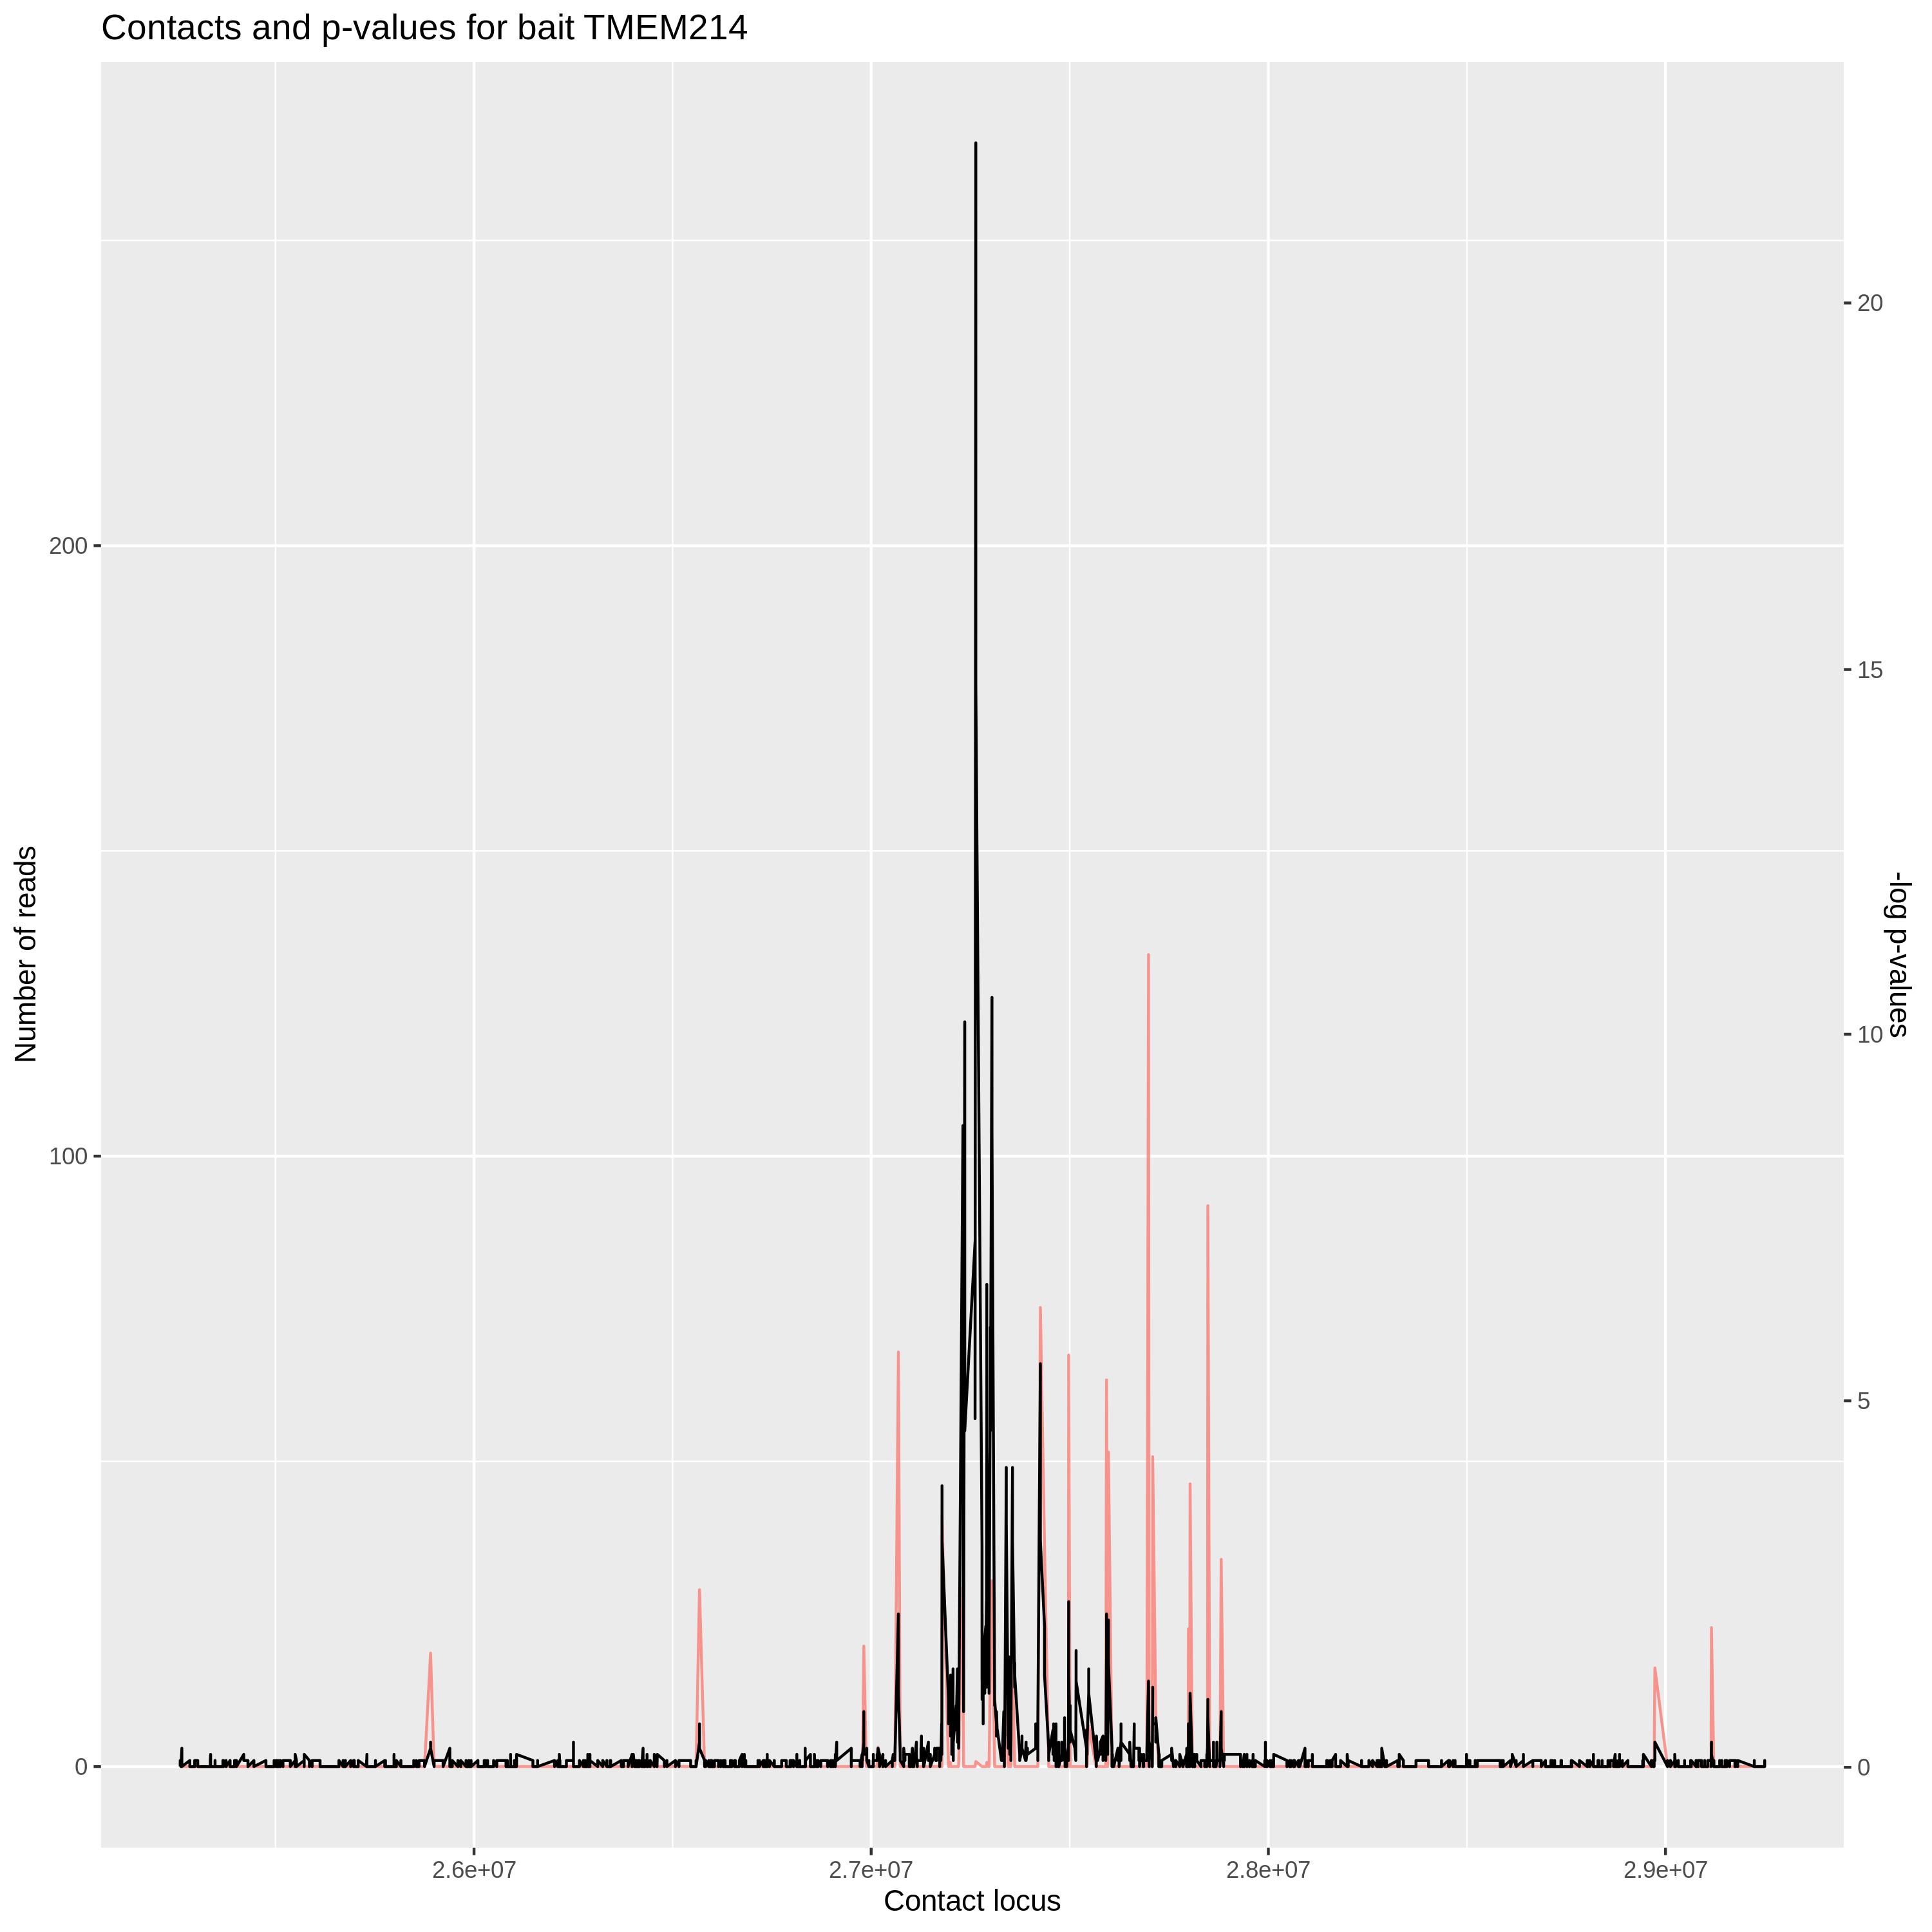 Contacts and p-values for bait TMEM214
Number of reads
200
100
0
20
15
10
5
0
-log p-values
2.6e+07 2.7e+07 2.8e+07 2.9e+07
Contact locus